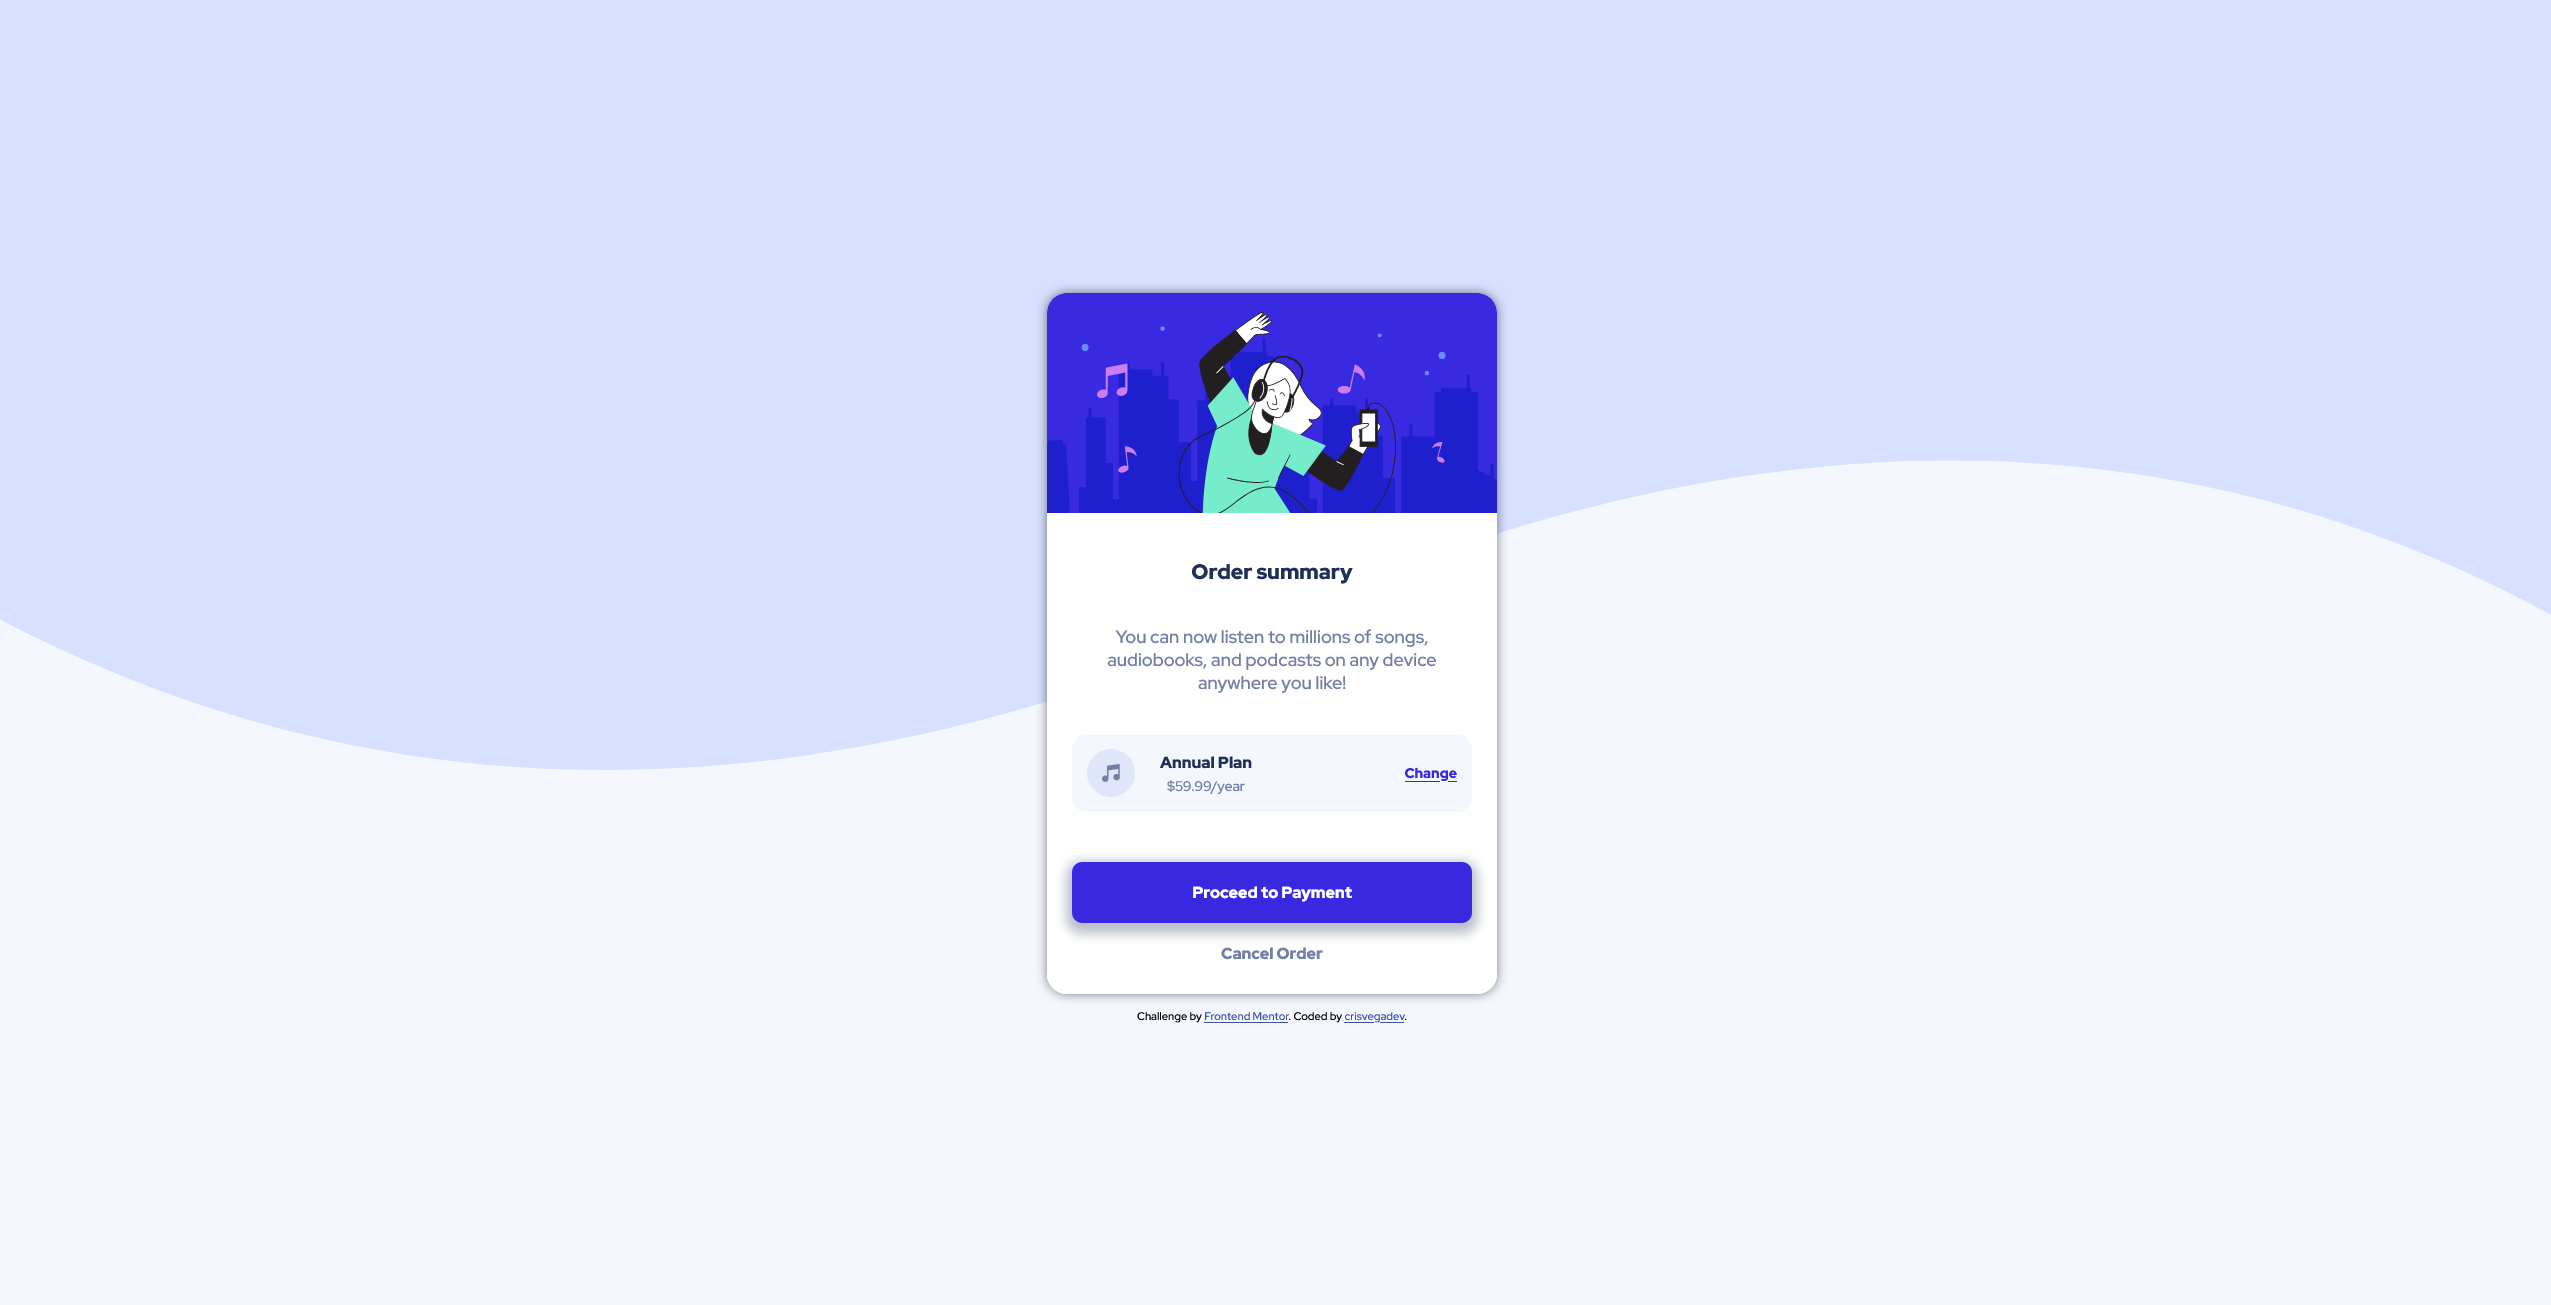 Order summary
You can now listen to millions of songs,
audiobooks, and podcasts on any device
anywhere you like!
Annual Plan
$59.99/year
Change
Proceed to Payment
Cancel Order
Challenge by Frontend Mentor. Coded by crisvegadev.